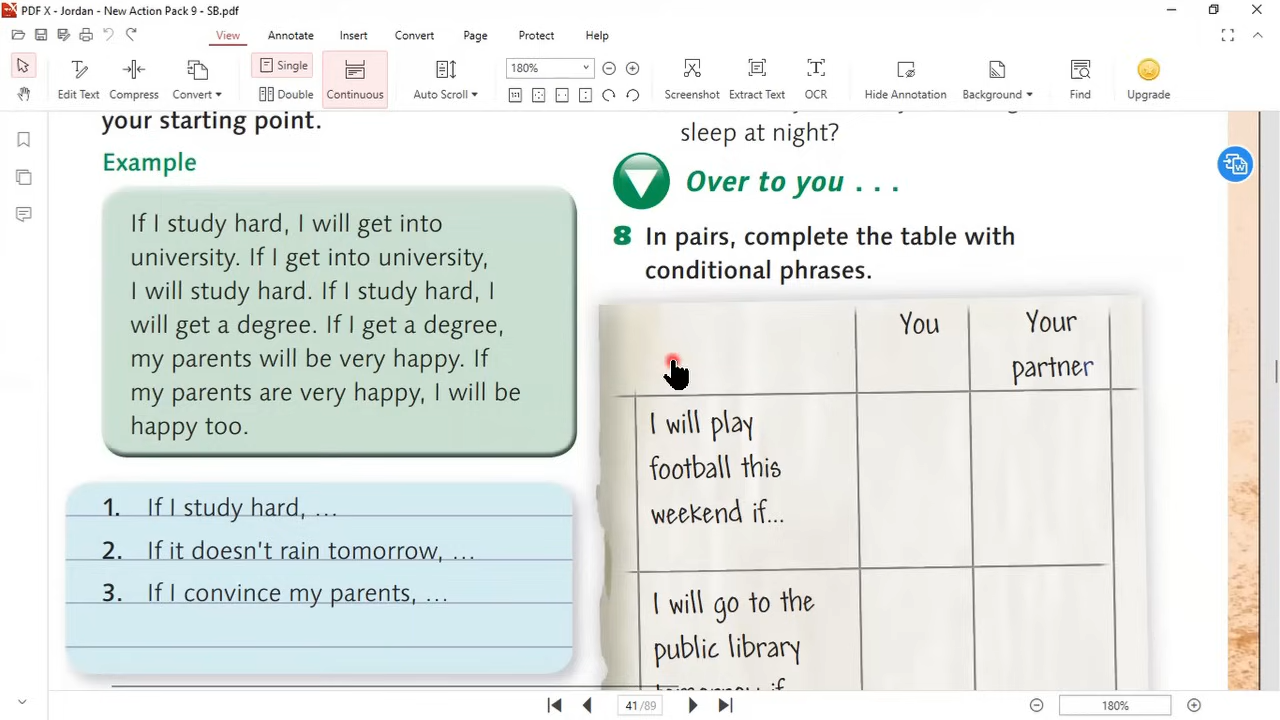 PDF X - Jordan - New Action Pack 9 - SB.pdf
View Annotate Insert Convert Page Protect Help
Single
Double
180%
Edit Text Compress Convert Continuous Auto Scroll Screenshot Extract Text OCR Hide Annotation Background Find Upgrade
your starting point.
Example
If I study hard, I will get into
university. If I get into university,
I will study hard. If I study hard, I
will get a degree. If I get a degree,
my parents will be very happy. If
my parents are very happy, I will be
happy too.
1. If I study hard, ...
2. If it doesn't rain tomorrow, ...
3. If I convince my parents, ...
sleep at night?
Over to you . . .
8 In pairs, complete the table with
conditional phrases.
You
Your
partner
I will play
football this
weekend if...
I will go to the
public library
tomorrow if
41/89
180%